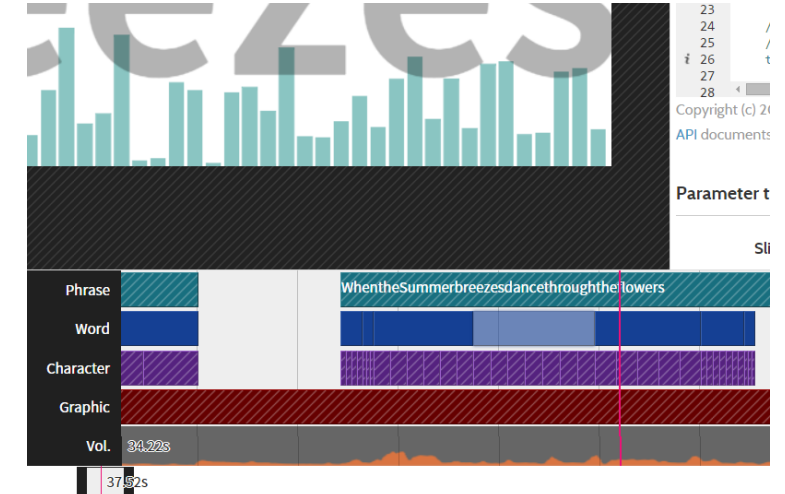 eezes
23
24 /
25 /
i 26 t
27
28
Copyright (c) 20
API documents
Parameter t
Sli
Phrase WhentheSummerbreezesdancethroughtheflowers
Word
Character
Graphic
Vol. 34.22s
37.52s